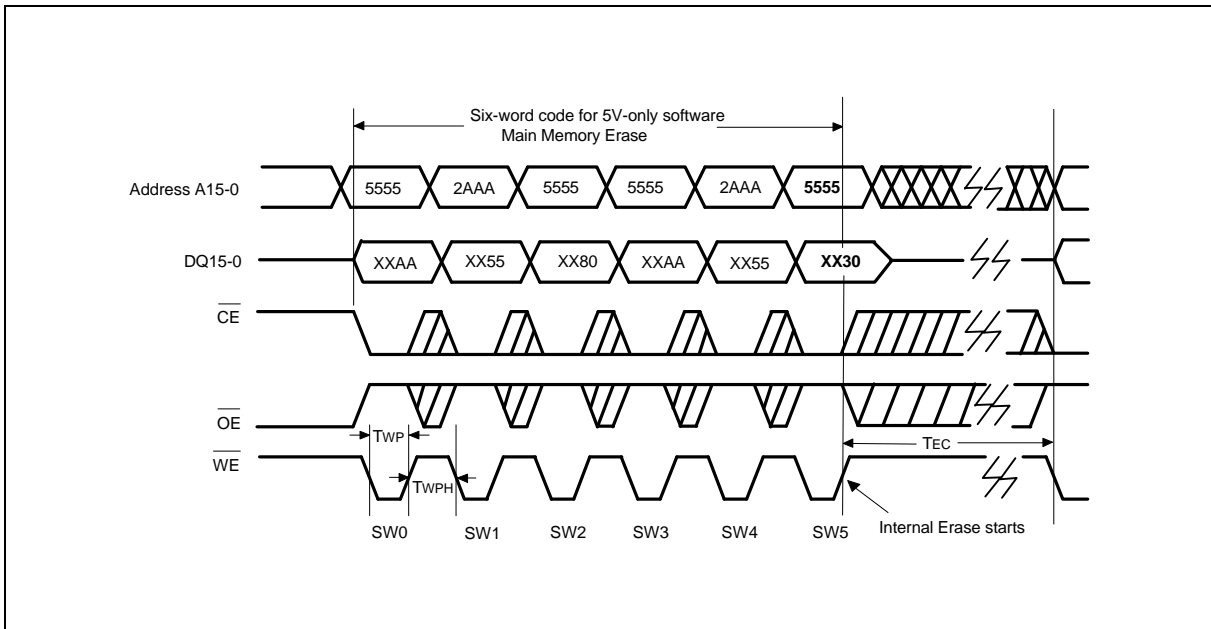 Six-word code for 5V-only software
Main Memory Erase
Address A15-0
5555 2AAA 5555 5555 2AAA 5555
DQ15-0
XXAA XX55 XX80 XXAA XX55 XX30
CE
OE
TWP
TEC
WE
TWPH
Internal Erase starts
SW0 SW1 SW2 SW3 SW4 SW5